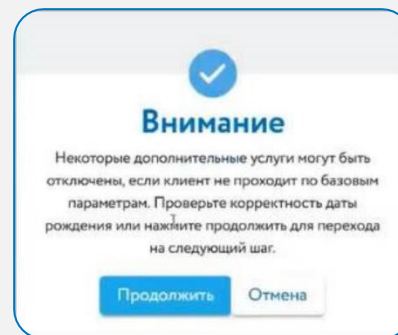 Внимание
Некоторые дополнительные услуги могут быть
отключены, если клиент не проходит по базовым
параметрам. Проверьте корректность даты
рождения или нажмите продолжить для перехода
на следующий шаг.
Продолжить Отмена